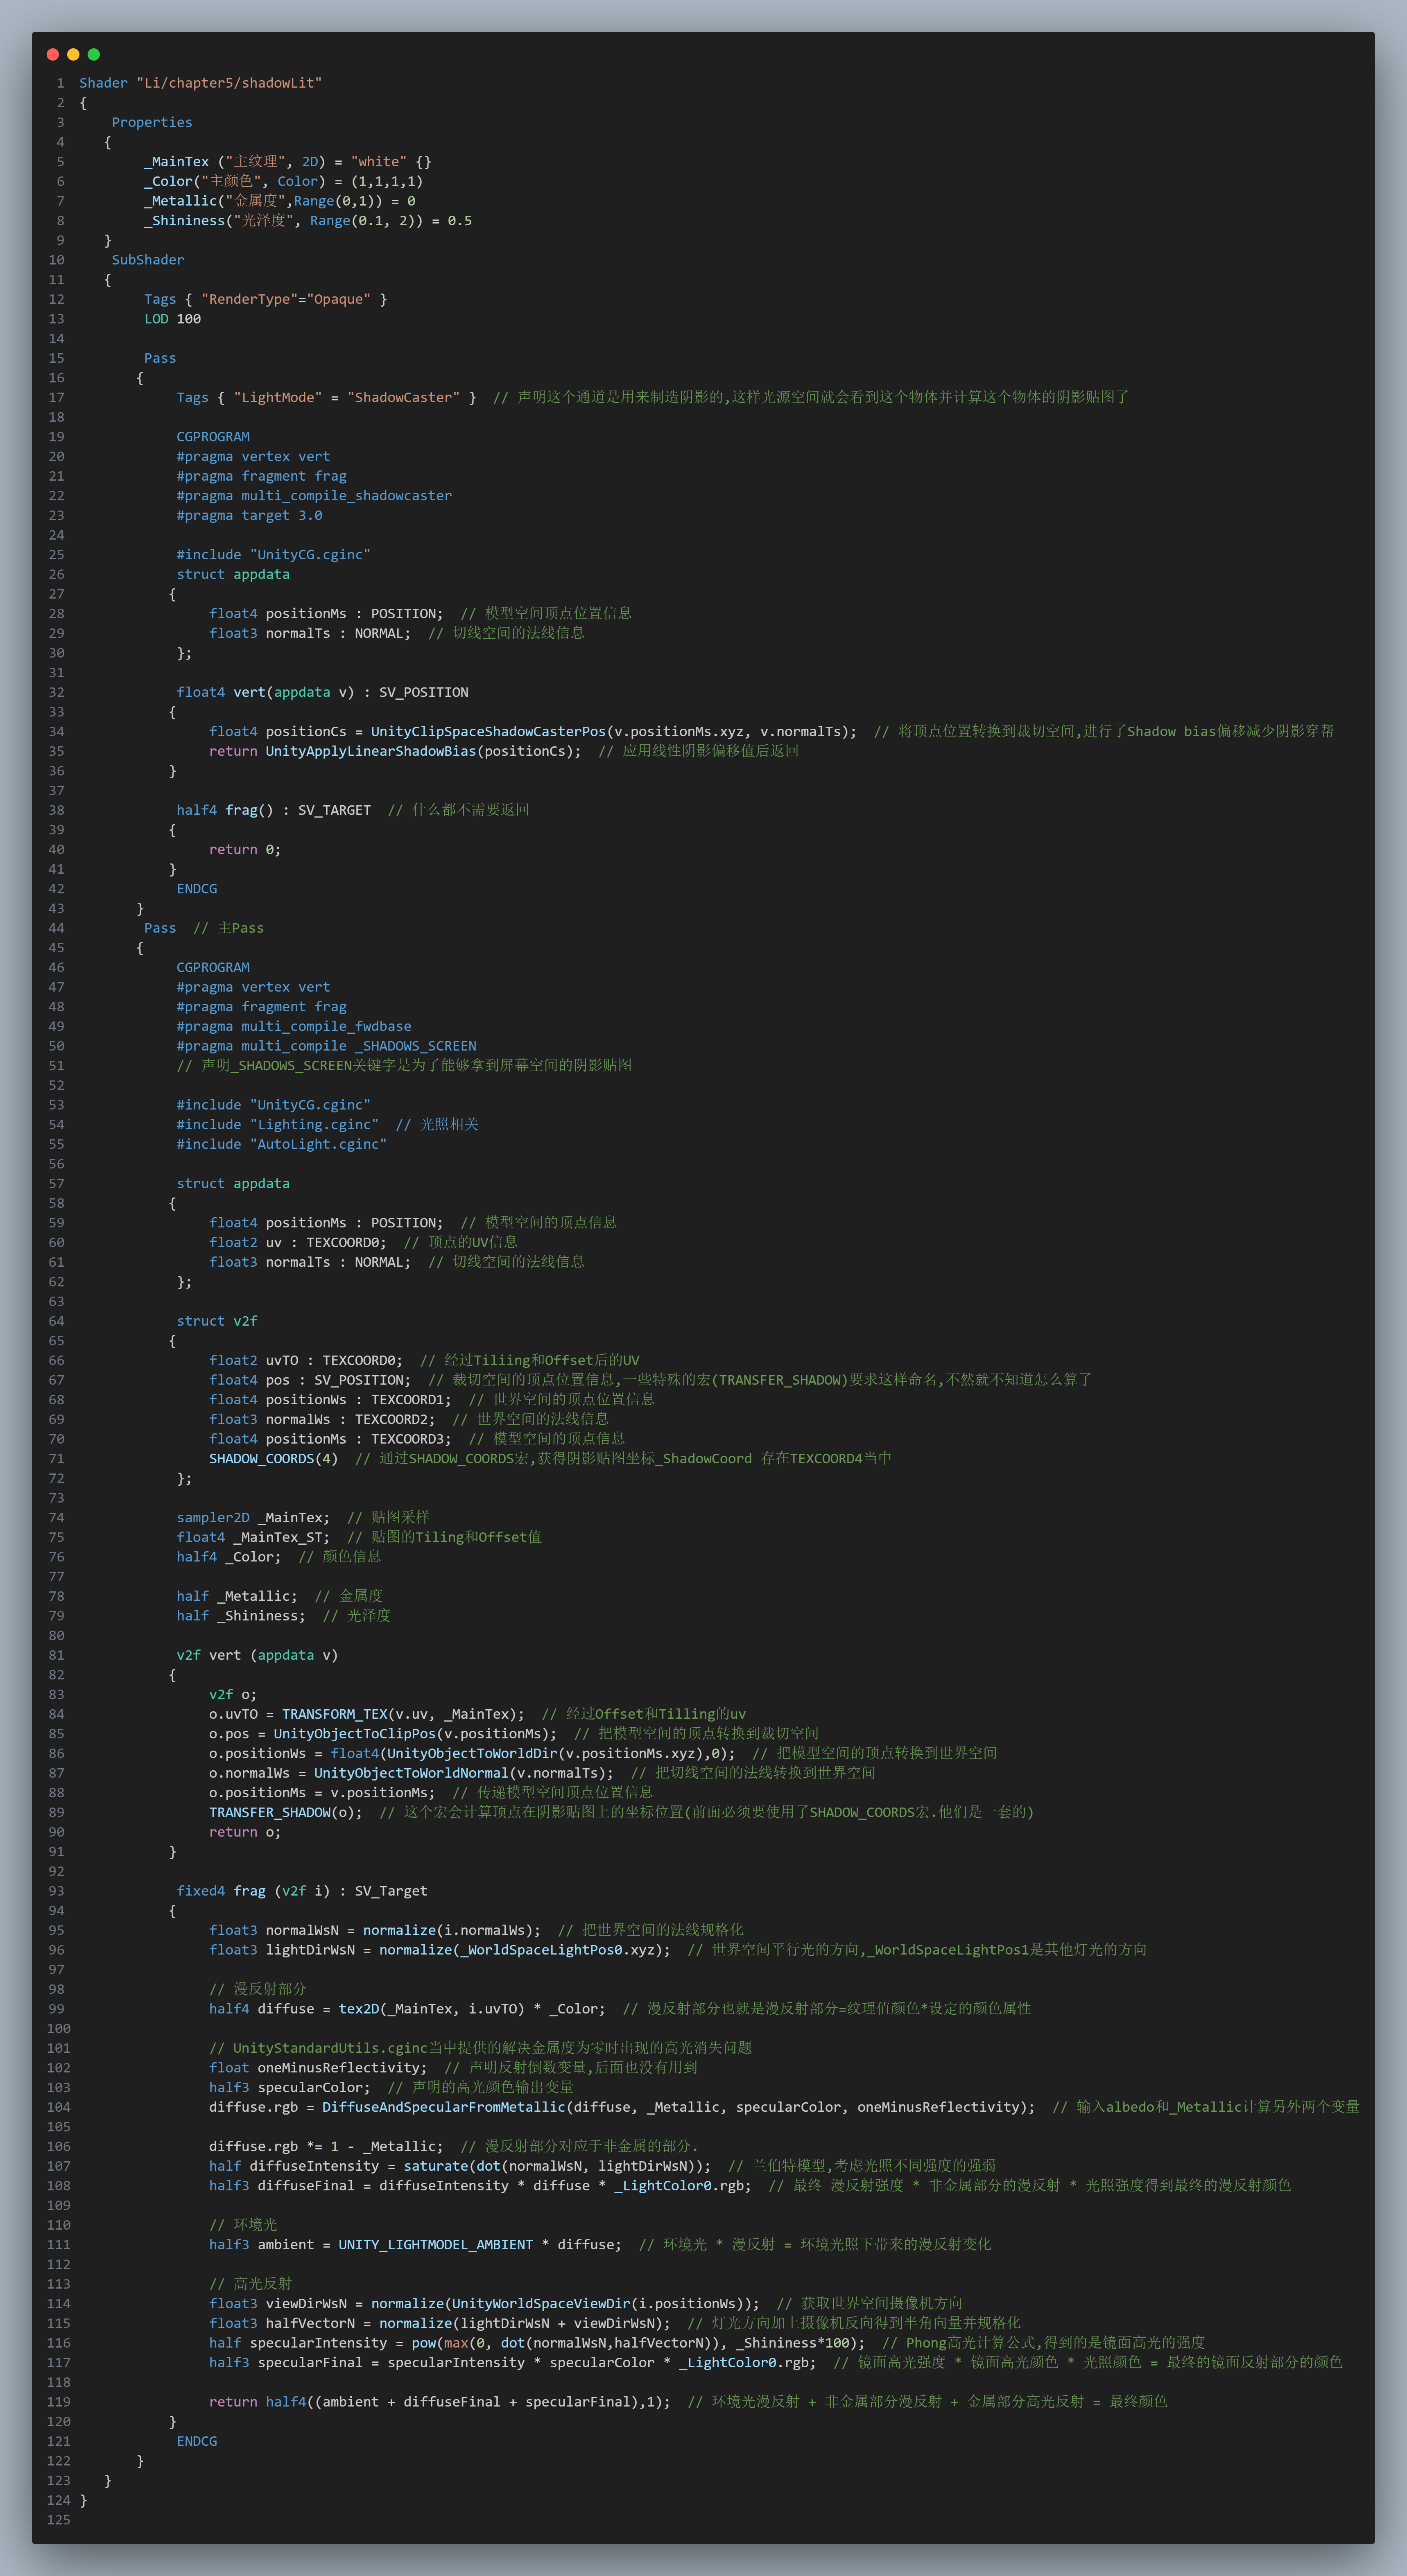 1 Shader "Li/chapter5/shadowLit"
2 {
3     Properties
4    {
5         _MainTex ("主纹理", 2D) = "white" {}
6         _Color("主颜色", Color) = (1,1,1,1)
7         _Metallic("金属度",Range(0,1)) = 0
8         _Shininess("光泽度", Range(0.1, 2)) = 0.5
9    }
10     SubShader
11    {
12         Tags { "RenderType"="Opaque" }
13         LOD 100
14
15         Pass
16        {
17             Tags { "LightMode" = "ShadowCaster" }  // 声明这个通道是用来制造阴影的,这样光源空间就会看到这个物体并计算这个物体的阴影贴图了
18
19             CGPROGRAM
20             #pragma vertex vert
21             #pragma fragment frag
22             #pragma multi_compile_shadowcaster
23             #pragma target 3.0
24
25             #include "UnityCG.cginc"
26             struct appdata
27            {
28                 float4 positionMs : POSITION;  // 模型空间顶点位置信息
29                 float3 normalTs : NORMAL;  // 切线空间的法线信息
30             };
31
32             float4 vert(appdata v) : SV_POSITION
33            {
34                 float4 positionCs = UnityClipSpaceShadowCasterPos(v.positionMs.xyz, v.normalTs);  // 将顶点位置转换到裁切空间,进行了Shadow bias偏移减少阴影穿帮
35                 return UnityApplyLinearShadowBias(positionCs);  // 应用线性阴影偏移值后返回
36            }
37
38             half4 frag() : SV_TARGET  // 什么都不需要返回
39            {
40                 return 0;
41            }
42             ENDCG
43        }
44         Pass  // 主Pass
45        {
46             CGPROGRAM
47             #pragma vertex vert
48             #pragma fragment frag
49             #pragma multi_compile_fwdbase
50             #pragma multi_compile _SHADOWS_SCREEN
51             // 声明_SHADOWS_SCREEN关键字是为了能够拿到屏幕空间的阴影贴图
52
53             #include "UnityCG.cginc"
54             #include "Lighting.cginc"  // 光照相关
55             #include "AutoLight.cginc"
56
57             struct appdata
58            {
59                 float4 positionMs : POSITION;  // 模型空间的顶点信息
60                 float2 uv : TEXCOORD0;  // 顶点的UV信息
61                 float3 normalTs : NORMAL;  // 切线空间的法线信息
62             };
63
64             struct v2f
65            {
66                 float2 uvTO : TEXCOORD0;  // 经过Tiliing和Offset后的UV
67                 float4 pos : SV_POSITION;  // 裁切空间的顶点位置信息,一些特殊的宏(TRANSFER_SHADOW)要求这样命名,不然就不知道怎么算了
68                 float4 positionWs : TEXCOORD1;  // 世界空间的顶点位置信息
69                 float3 normalWs : TEXCOORD2;  // 世界空间的法线信息
70                 float4 positionMs : TEXCOORD3;  // 模型空间的顶点信息
71                 SHADOW_COORDS(4)  // 通过SHADOW_COORDS宏,获得阴影贴图坐标_ShadowCoord 存在TEXCOORD4当中
72             };
73
74             sampler2D _MainTex;  // 贴图采样
75             float4 _MainTex_ST;  // 贴图的Tiling和Offset值
76             half4 _Color;  // 颜色信息
77
78             half _Metallic;  // 金属度
79             half _Shininess;  // 光泽度
80
81             v2f vert (appdata v)
82            {
83                 v2f o;
84                 o.uvTO = TRANSFORM_TEX(v.uv, _MainTex);  // 经过Offset和Tilling的uv
85                 o.pos = UnityObjectToClipPos(v.positionMs);  // 把模型空间的顶点转换到裁切空间
86                 o.positionWs = float4(UnityObjectToWorldDir(v.positionMs.xyz),0);  // 把模型空间的顶点转换到世界空间
87                 o.normalWs = UnityObjectToWorldNormal(v.normalTs);  // 把切线空间的法线转换到世界空间
88                 o.positionMs = v.positionMs;  // 传递模型空间顶点位置信息
89                 TRANSFER_SHADOW(o);  // 这个宏会计算顶点在阴影贴图上的坐标位置(前面必须要使用了SHADOW_COORDS宏.他们是一套的)
90                 return o;
91            }
92
93             fixed4 frag (v2f i) : SV_Target
94            {
95                 float3 normalWsN = normalize(i.normalWs);  // 把世界空间的法线规格化
96                 float3 lightDirWsN = normalize(_WorldSpaceLightPos0.xyz);  // 世界空间平行光的方向,_WorldSpaceLightPos1是其他灯光的方向
97
98                 // 漫反射部分
99                 half4 diffuse = tex2D(_MainTex, i.uvTO) * _Color;  // 漫反射部分也就是漫反射部分=纹理值颜色*设定的颜色属性
100
101                 // UnityStandardUtils.cginc当中提供的解决金属度为零时出现的高光消失问题
102                 float oneMinusReflectivity;  // 声明反射倒数变量,后面也没有用到
103                 half3 specularColor;  // 声明的高光颜色输出变量
104                 diffuse.rgb = DiffuseAndSpecularFromMetallic(diffuse, _Metallic, specularColor, oneMinusReflectivity);  // 输入albedo和_Metallic计算另外两个变量
105
106                 diffuse.rgb *= 1 - _Metallic;  // 漫反射部分对应于非金属的部分.
107                 half diffuseIntensity = saturate(dot(normalWsN, lightDirWsN));  // 兰伯特模型,考虑光照不同强度的强弱
108                 half3 diffuseFinal = diffuseIntensity * diffuse * _LightColor0.rgb;  // 最终 漫反射强度 * 非金属部分的漫反射 * 光照强度得到最终的漫反射颜色
109
110                 // 环境光
111                 half3 ambient = UNITY_LIGHTMODEL_AMBIENT * diffuse;  // 环境光 * 漫反射 = 环境光照下带来的漫反射变化
112
113                 // 高光反射
114                 float3 viewDirWsN = normalize(UnityWorldSpaceViewDir(i.positionWs));  // 获取世界空间摄像机方向
115                 float3 halfVectorN = normalize(lightDirWsN + viewDirWsN);  // 灯光方向加上摄像机反向得到半角向量并规格化
116                 half specularIntensity = pow(max(0, dot(normalWsN,halfVectorN)), _Shininess*100);  // Phong高光计算公式,得到的是镜面高光的强度
117                 half3 specularFinal = specularIntensity * specularColor * _LightColor0.rgb;  // 镜面高光强度 * 镜面高光颜色 * 光照颜色 = 最终的镜面反射部分的颜色
118
119                 return half4((ambient + diffuseFinal + specularFinal),1);  // 环境光漫反射 + 非金属部分漫反射 + 金属部分高光反射 = 最终颜色
120            }
121             ENDCG
122        }
123    }
124 }
125